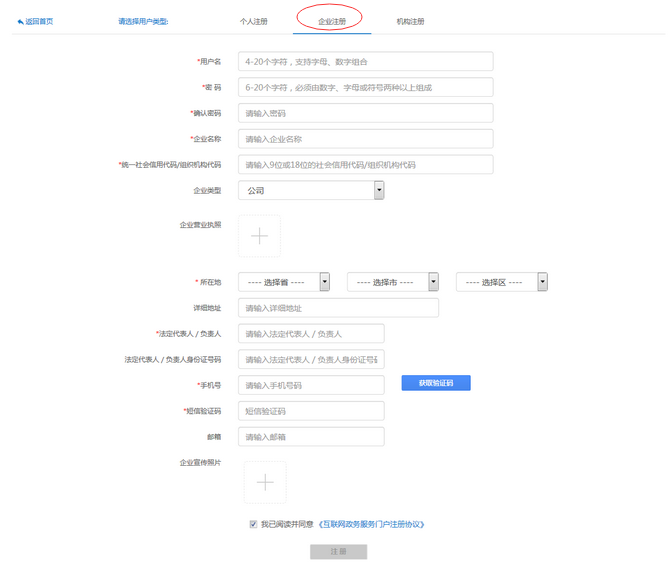 返回首页 请选择用户类型: 个人注册 企业注册 机构注册
*用户名 4-20个字符，支持字母、数字组合
*密 码 6-20个字符，必须由数字、字母或符号两种以上组成
*确认密码 请输入密码
*企业名称 请输入企业名称
*统一社会信用代码/组织机构代码 请输入9位或18位的社会信用代码/组织机构代码
企业类型 公司
企业营业执照
* 所在地 ---- 选择省 ---- ---- 选择市 ---- ---- 选择区 ----
详细地址 请输入详细地址
*法定代表人 / 负责人 请输入法定代表人 / 负责人
法定代表人 / 负责人身份证号码 请输入法定代表人 / 负责人身份证号码
*手机号 请输入手机号码 获取验证码
*短信验证码 短信验证码
邮箱 请输入邮箱
企业宣传照片
我已阅读并同意 《互联网政务服务门户注册协议》
注 册